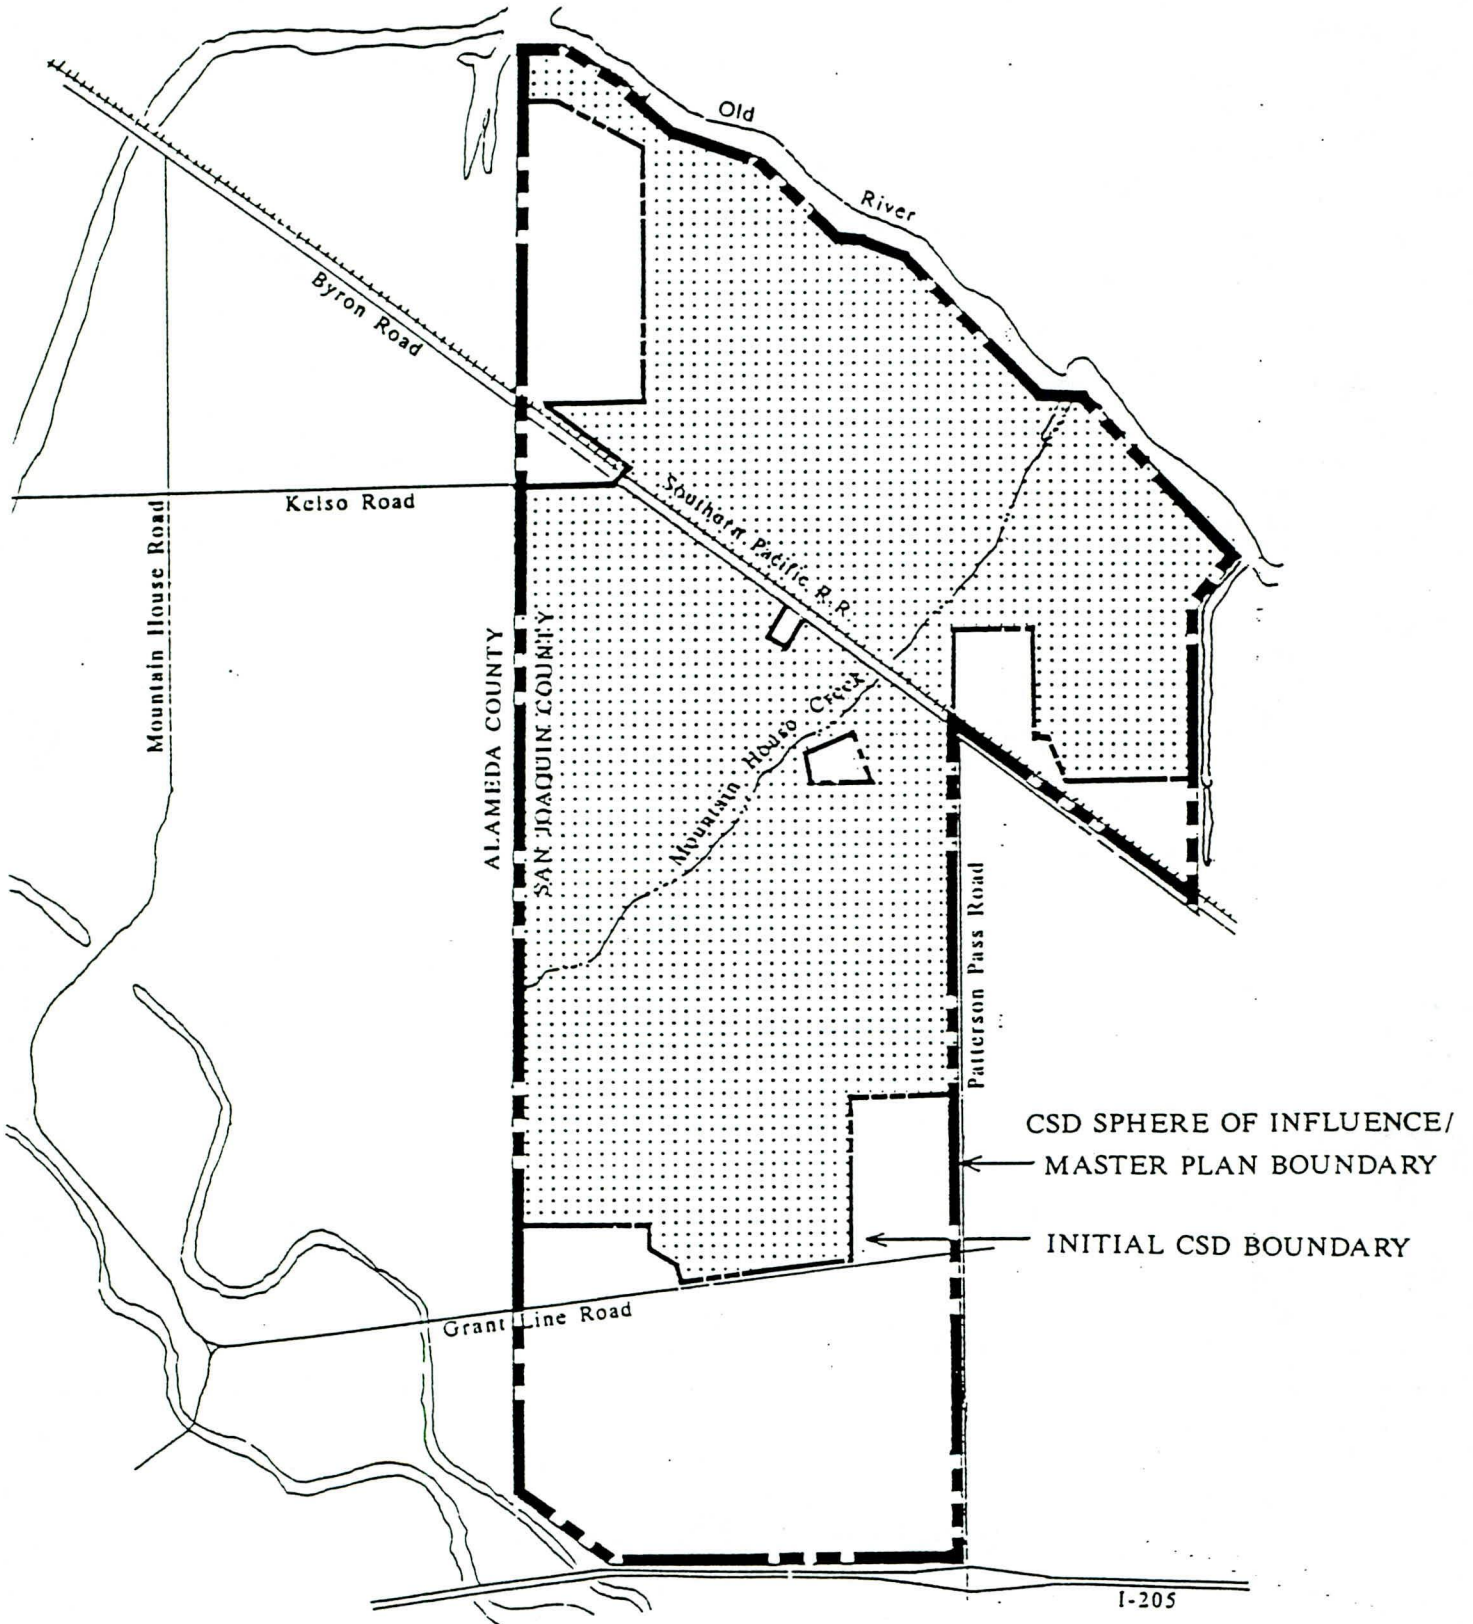 Old
River
Byron Road
Kelso Road
Southern Pacific R.R
Mountain House Road
ALAMEDA COUNTY
SAN JOAQUIN COUNTY
Mountain House Creek
Patterson Pass Road
CSD SPHERE OF INFLUENCE/
MASTER PLAN BOUNDARY
INITIAL CSD BOUNDARY
Grant Line Road
I-205